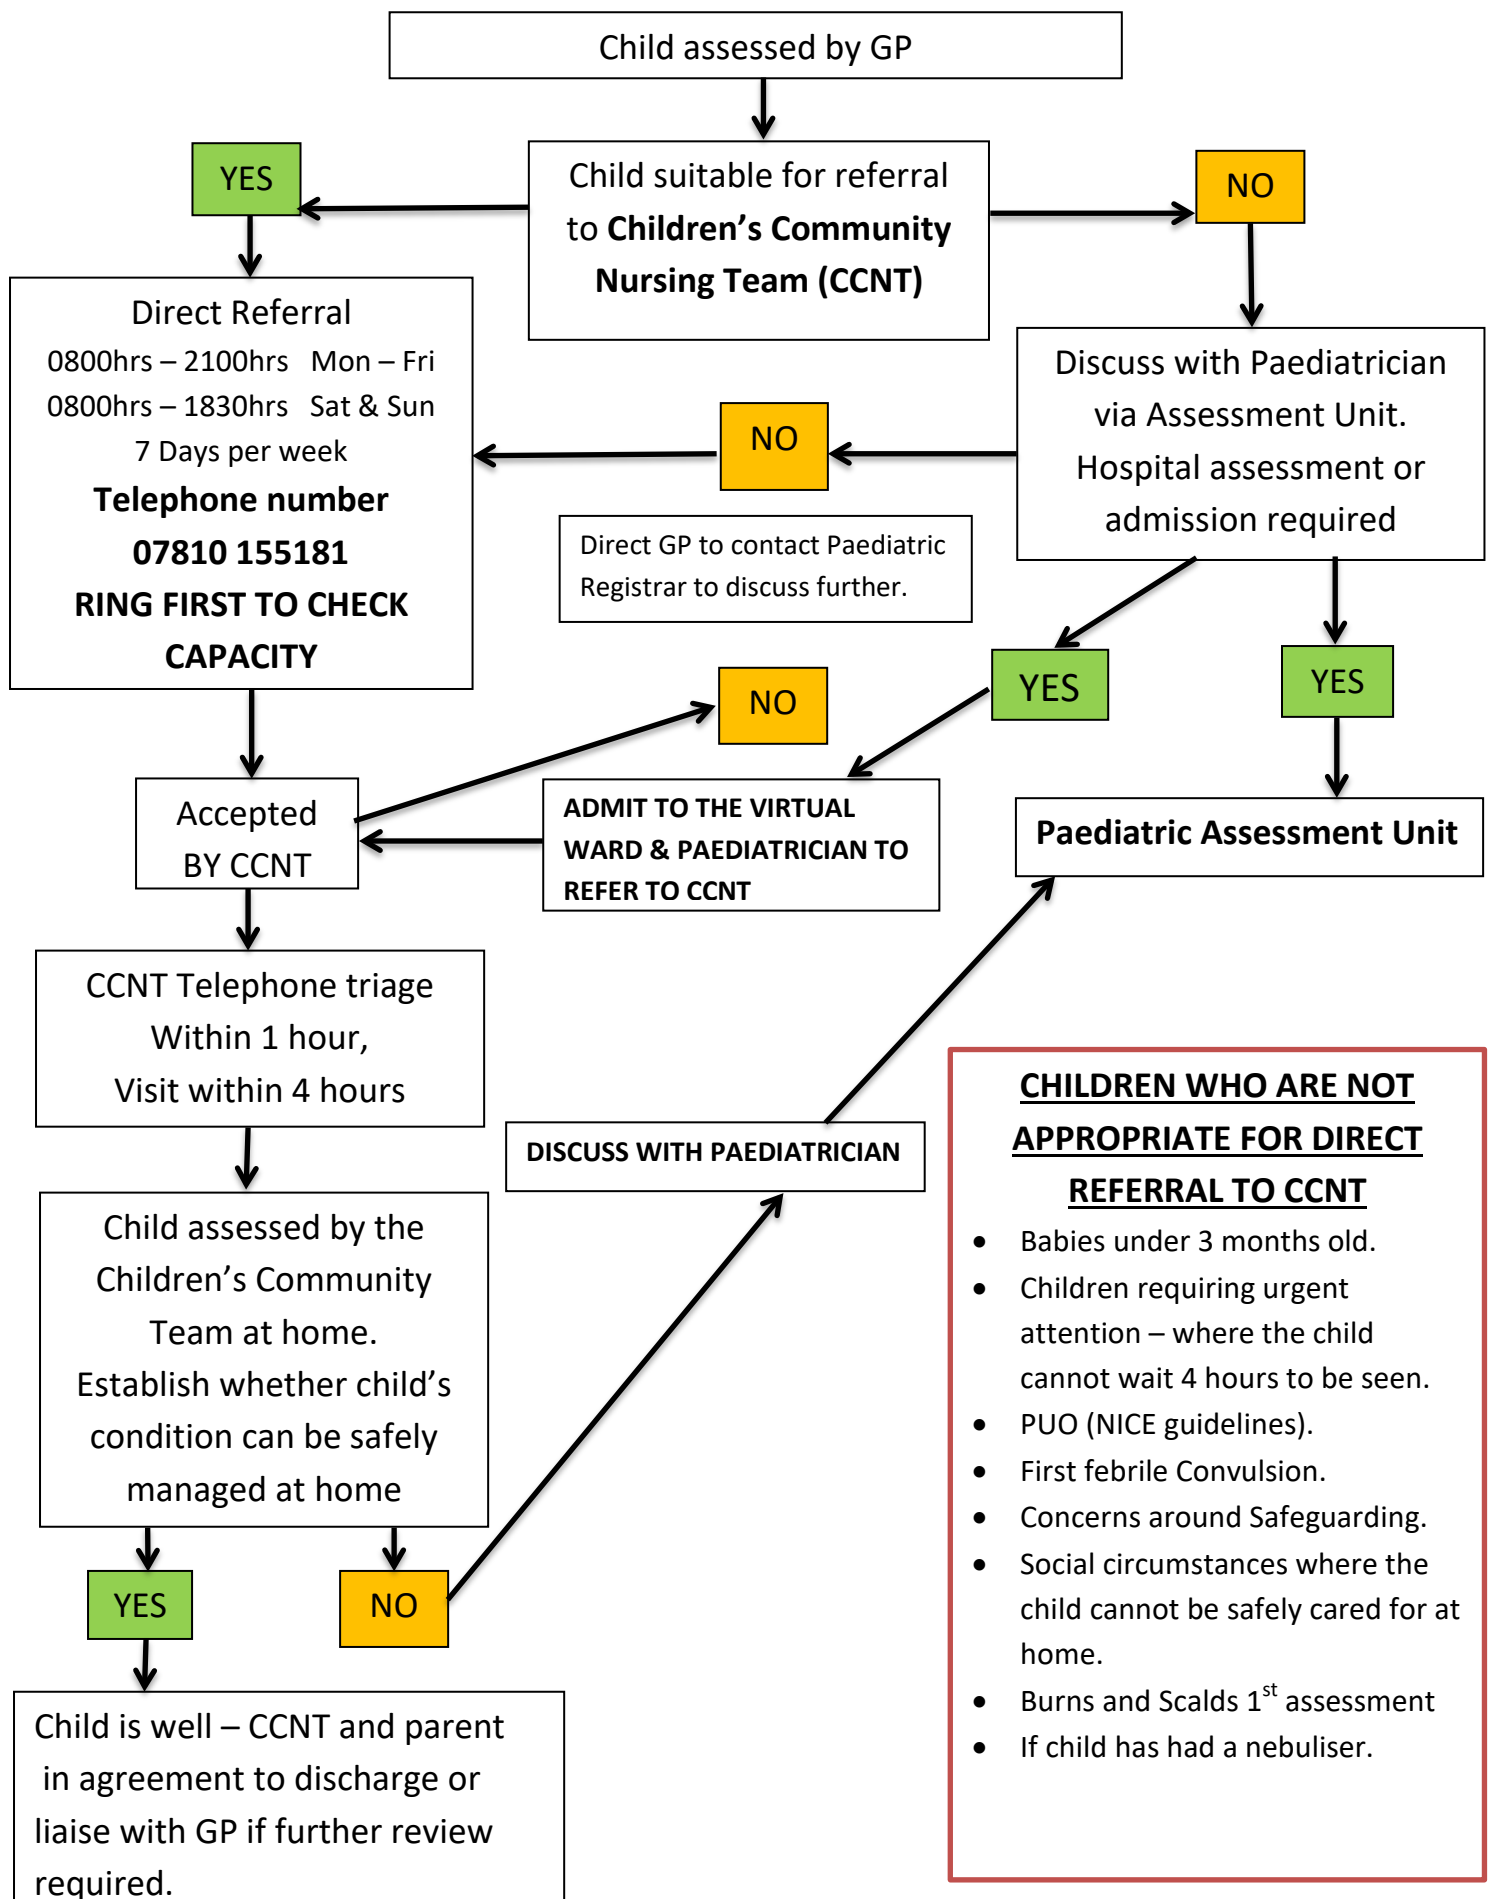 Child assessed by GP
YES
Child suitable for referral
to Children’s Community
Nursing Team (CCNT)
NO
Direct Referral
0800hrs – 2100hrs Mon – Fri
0800hrs – 1830hrs Sat & Sun
7 Days per week
Telephone number
07810 155181
RING FIRST TO CHECK
CAPACITY
NO
Discuss with Paediatrician
via Assessment Unit.
Hospital assessment or
admission required
Direct GP to contact Paediatric
Registrar to discuss further.
NO
YES
YES
Accepted
BY CCNT
ADMIT TO THE VIRTUAL
WARD & PAEDIATRICIAN TO
REFER TO CCNT
Paediatric Assessment Unit
CCNT Telephone triage
Within 1 hour,
Visit within 4 hours
DISCUSS WITH PAEDIATRICIAN
Child assessed by the
Children’s Community
Team at home.
Establish whether child’s
condition can be safely
managed at home
YES
NO
Child is well – CCNT and parent
in agreement to discharge or
liaise with GP if further review
required.
CHILDREN WHO ARE NOT
APPROPRIATE FOR DIRECT
REFERRAL TO CCNT
• Babies under 3 months old.
• Children requiring urgent
attention – where the child
cannot wait 4 hours to be seen.
• PUO (NICE guidelines).
• First febrile Convulsion.
• Concerns around Safeguarding.
• Social circumstances where the
child cannot be safely cared for at
home.
• Burns and Scalds 1st assessment
• If child has had a nebuliser.